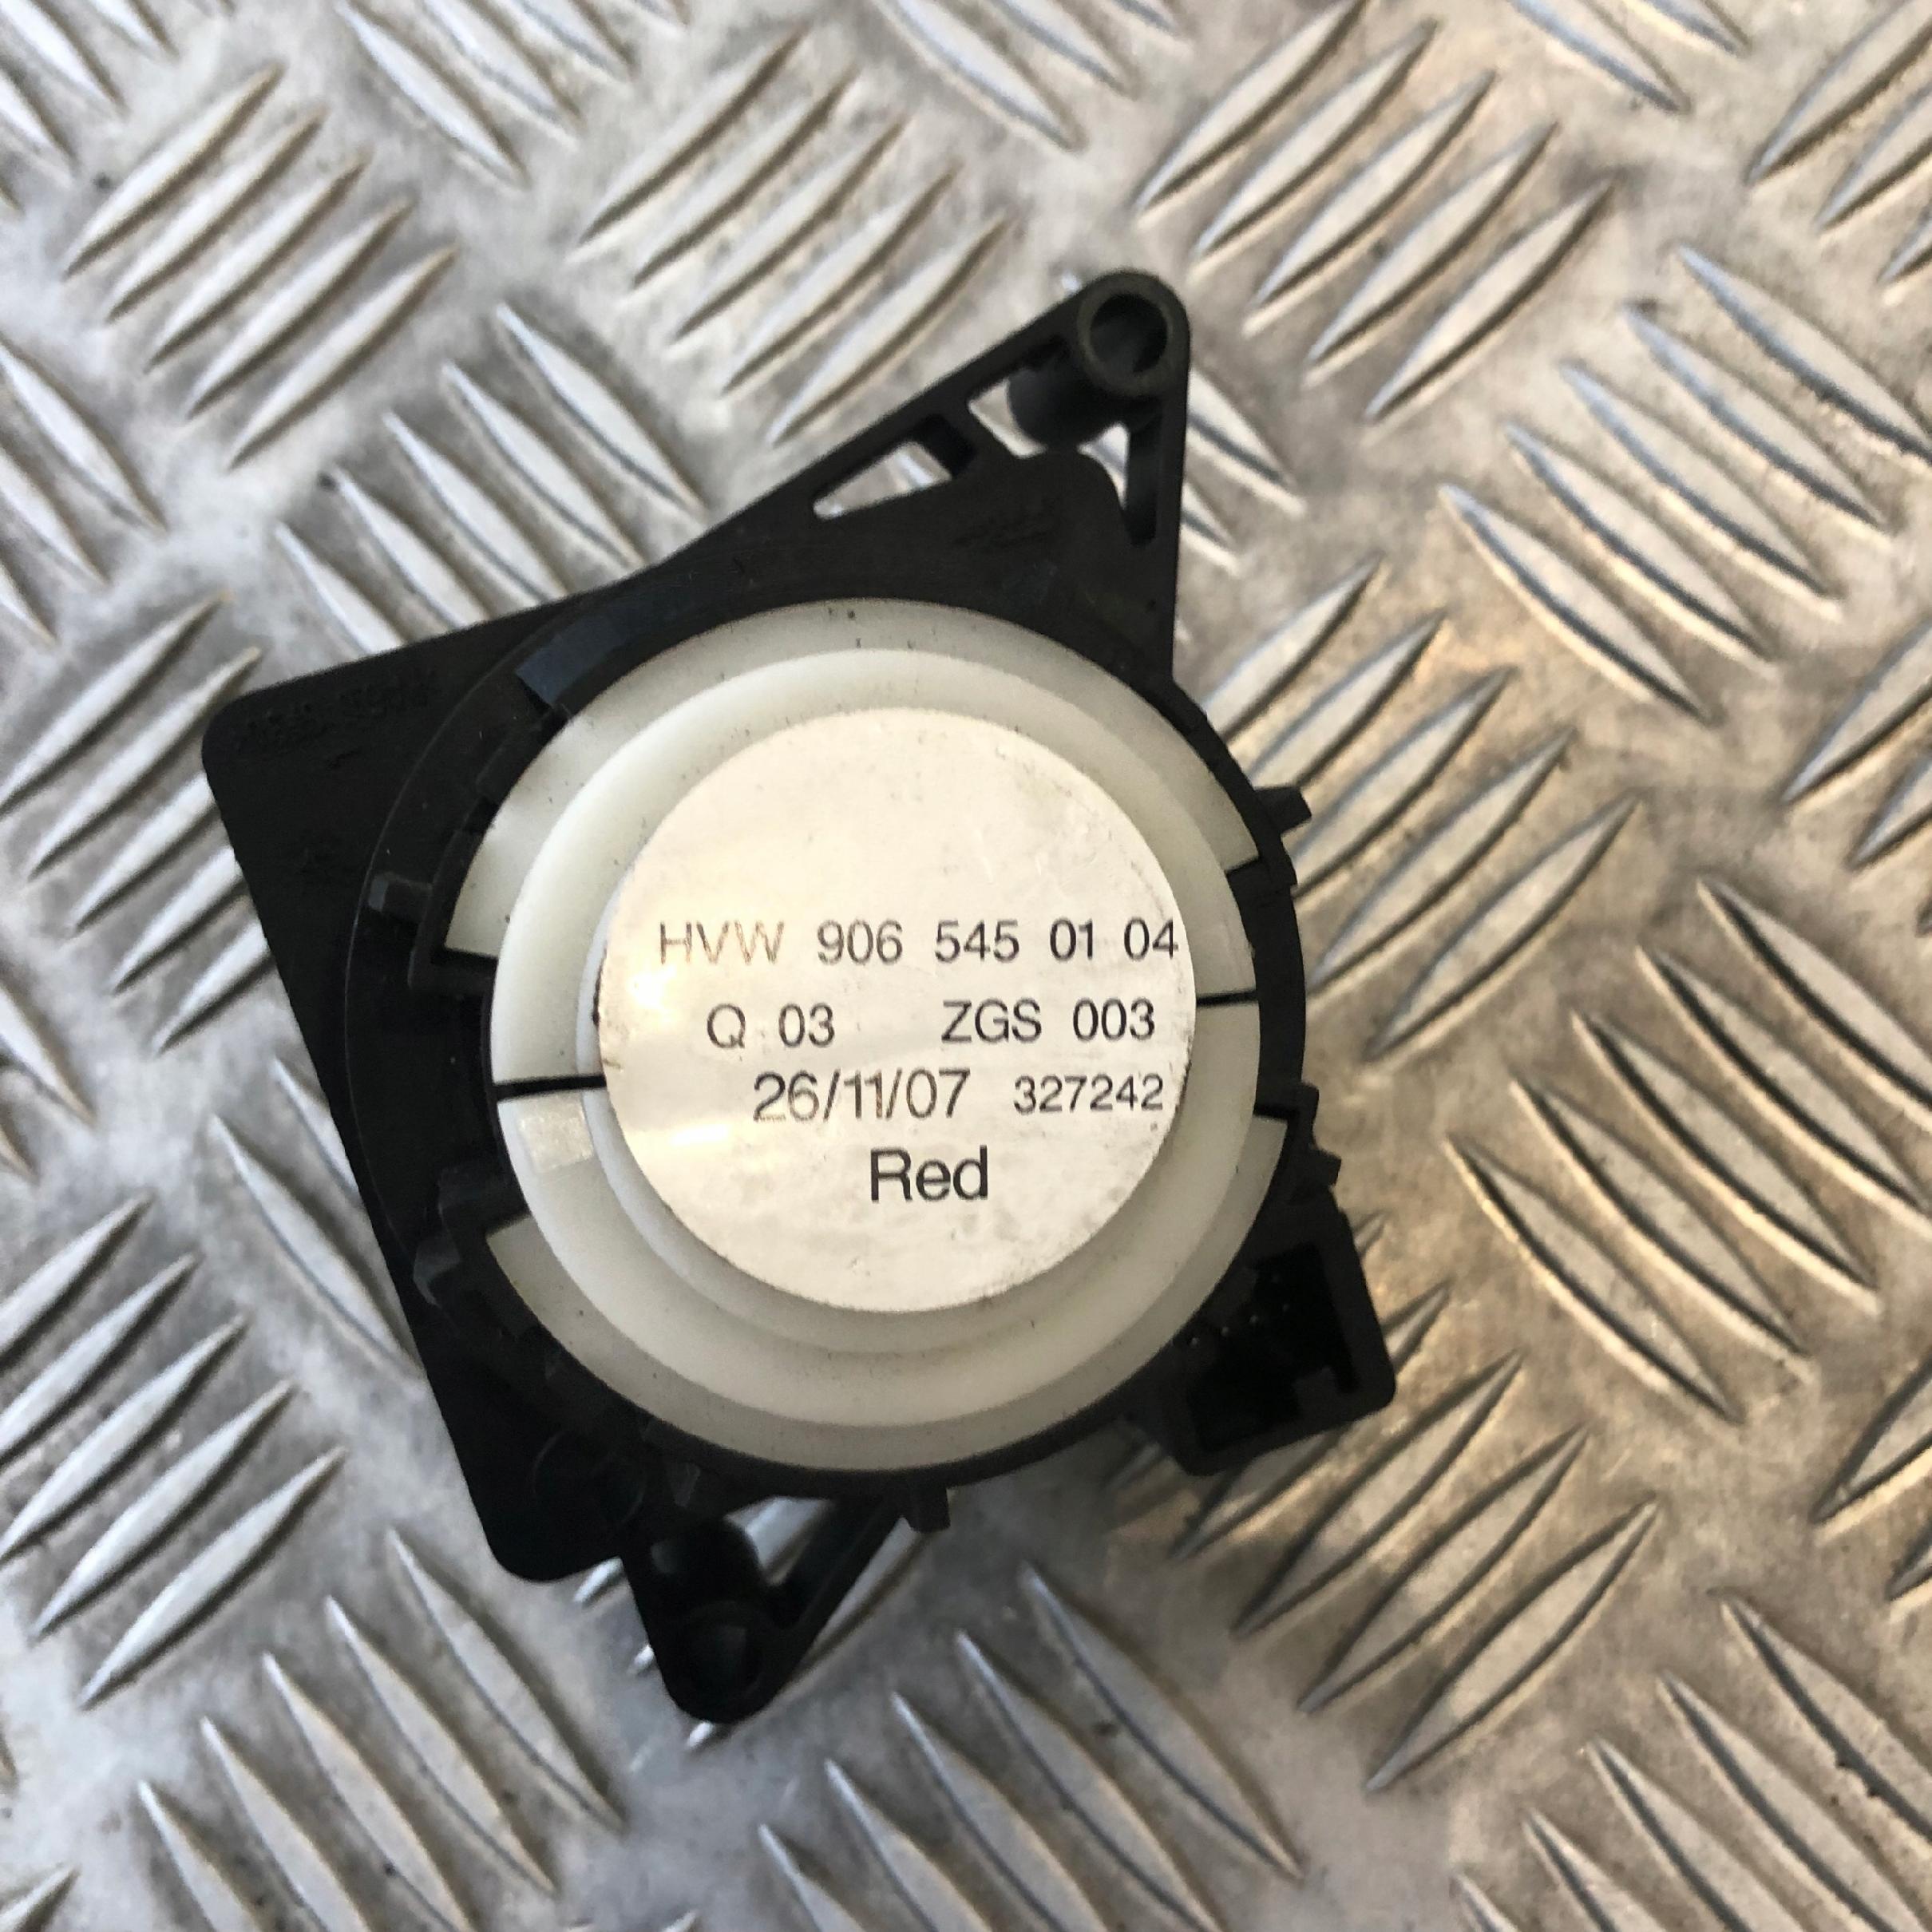 HVW 906 545 01 04
Q 03 ZGS 003
26/11/07 327242
Red